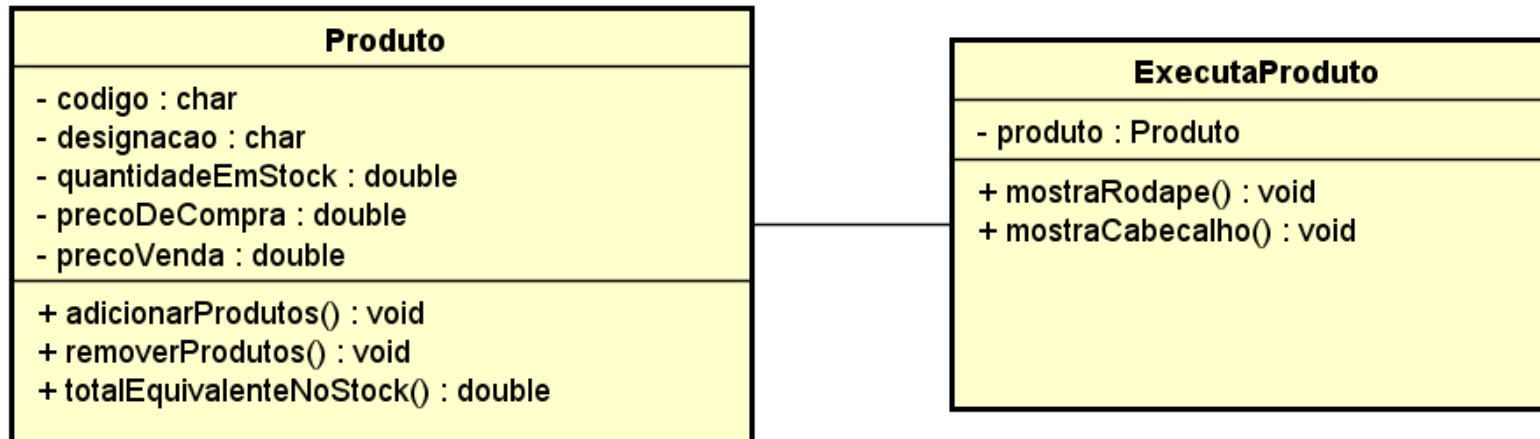 Produto
- codigo : char
- designacao : char
- quantidadeEmStock : double
- precoDeCompra : double
- precoVenda : double
+ adicionarProdutos() : void
+ removerProdutos() : void
+ totalEquivalenteNoStock() : double
ExecutaProduto
- produto : Produto
+ mostraRodape() : void
+ mostraCabecalho() : void